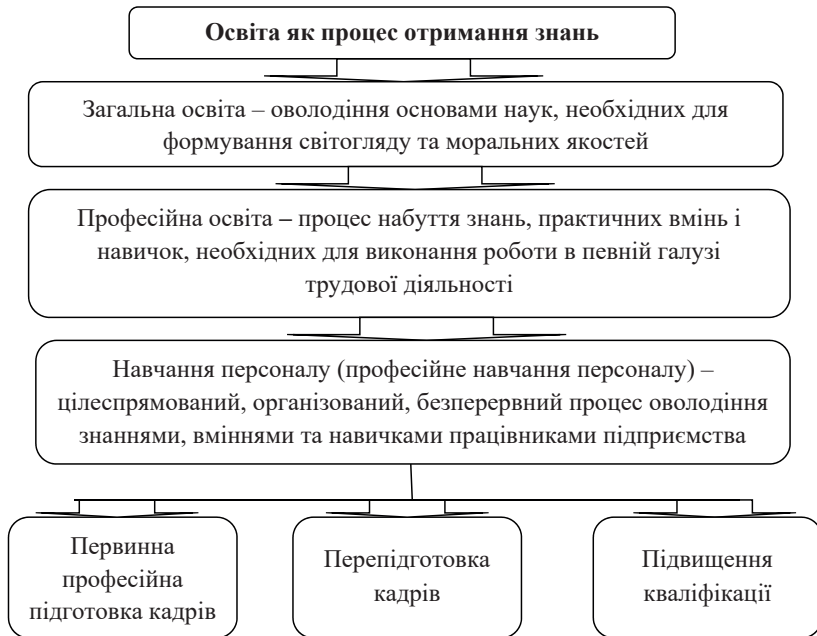 Освіта як процес отримання знань
Загальна освіта – оволодіння основами наук, необхідних для
формування світогляду та моральних якостей
Професійна освіта – процес набуття знань, практичних вмінь і
навичок, необхідних для виконання роботи в певній галузі
трудової діяльності
Навчання персоналу (професійне навчання персоналу) –
цілеспрямований, організований, безперервний процес оволодіння
знаннями, вміннями та навичками працівниками підприємства
Первинна
професійна
підготовка кадрів
Перепідготовка
кадрів
Підвищення
кваліфікації